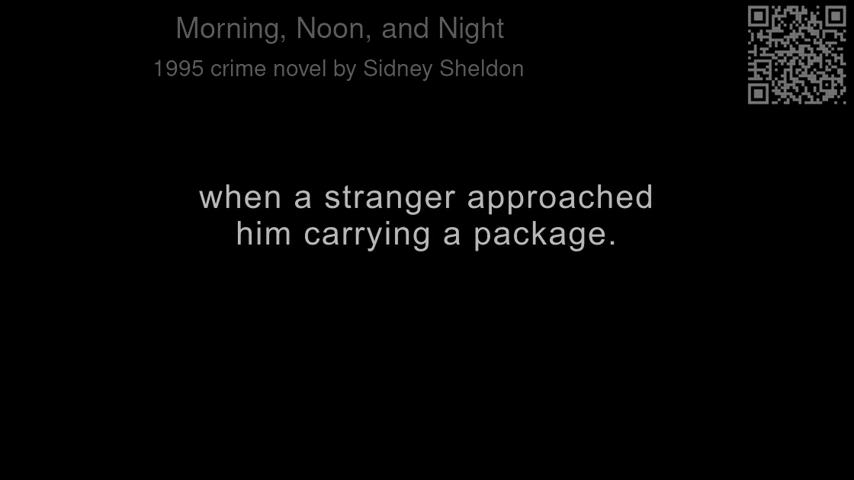 Morning, Noon, and Night
1995 crime novel by Sidney Sheldon
when a stranger approached
him carrying a package.